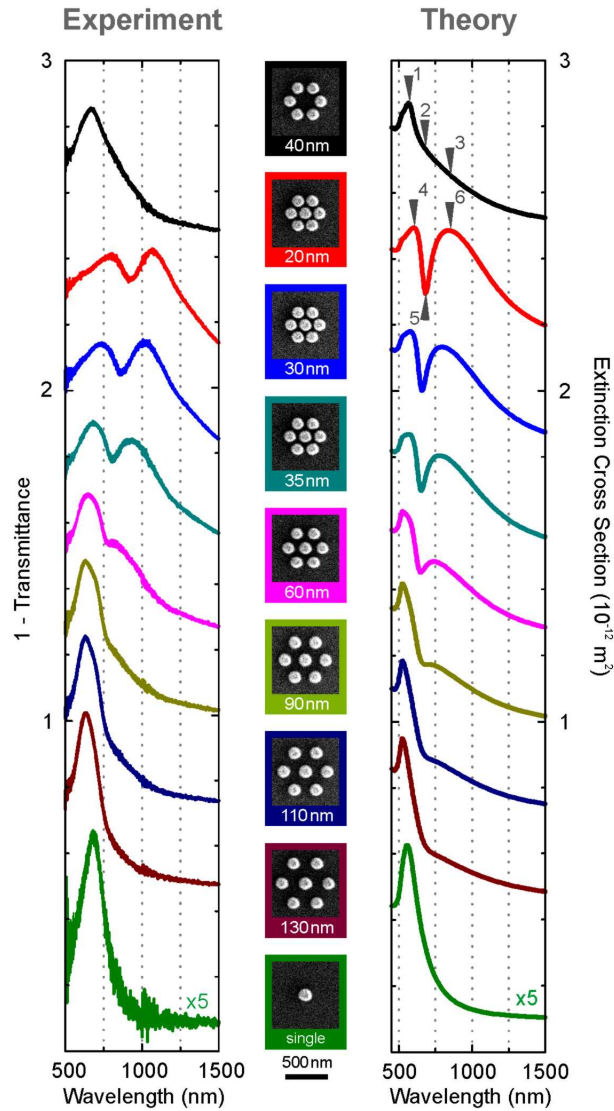 Experiment
Theory
3
3
1
2
3
40nm
4
6
20nm
5
30nm
2
2
35nm
1 - Transmittance
Extinction Cross Section (10⁻¹² m²)
60nm
90nm
1
1
110nm
130nm
x5
single
x5
500 1000 1500
500nm
500 1000 1500
Wavelength (nm)
Wavelength (nm)